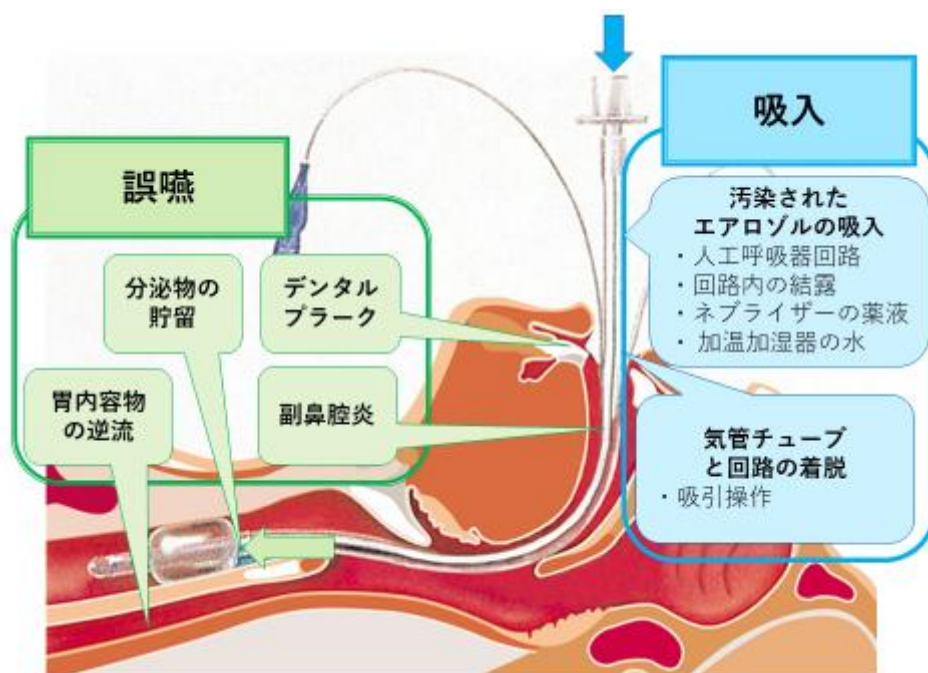 誤嚥
分泌物の
貯留
デンタル
プラーク
胃内容物
の逆流
副鼻腔炎
吸入
汚染された
エアロゾルの吸入
・人工呼吸器回路
・回路内の結露
・ネブライザーの薬液
・加温加湿器の水
気管チューブ
と回路の着脱
・吸引操作